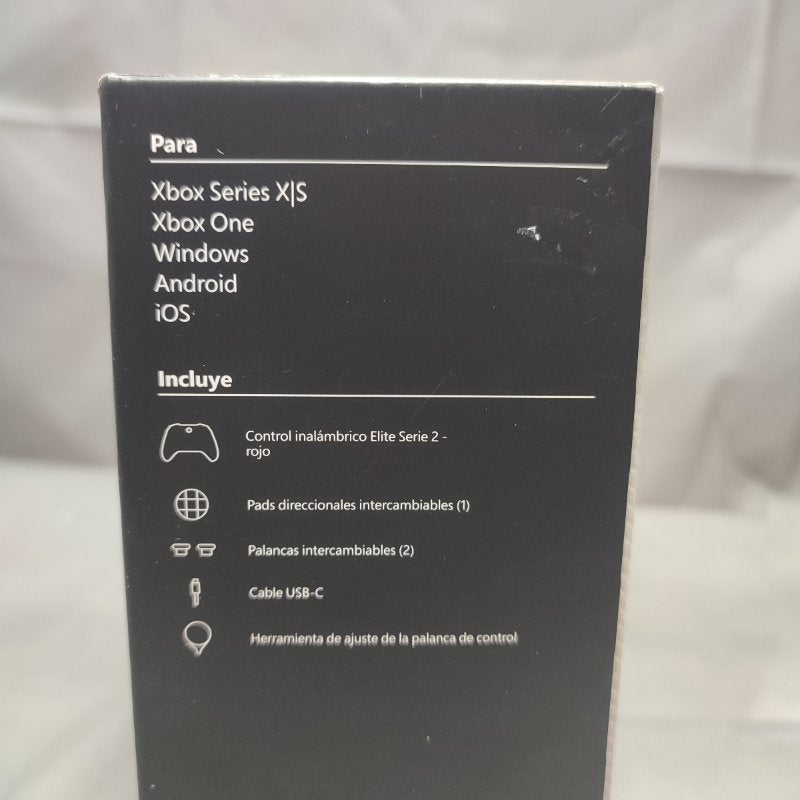 Para
Xbox Series X|S
Xbox One
Windows
Android
iOS
Incluye
Control inalámbrico Elite Serie 2 -
rojo
Pads direccionales intercambiables (1)
Palancas intercambiables (2)
Cable USB-C
Herramienta de ajuste de la palanca de control